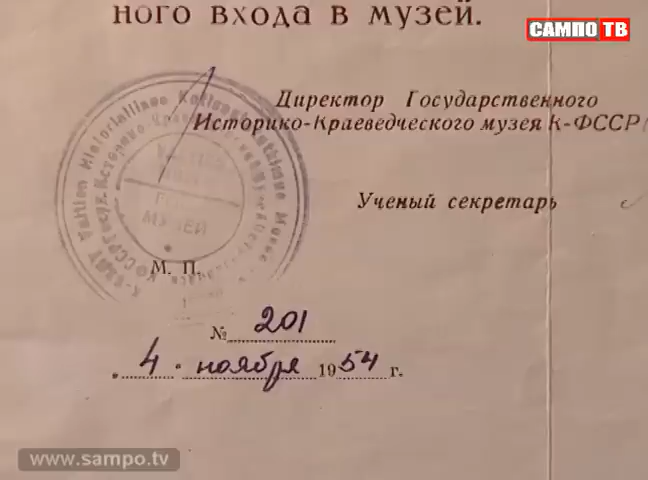 ного входа в музей.
САМПО ТВ
Директор Государственного
Историко-Краеведческого музея К-ФССР
Ученый секретарь
МУЗЕЙ
М. П.
№ 201
"4" ноября 1954 г.
www.sampo.tv